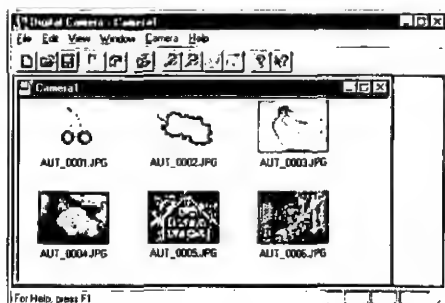 Digital Camera - Camera1
File Edit View Window Camera Help
Camera1
AUT_0001.JPG AUT_0002.JPG AUT_0003.JPG
AUT_0004.JPG AUT_0005.JPG AUT_0006.JPG
For Help, press F1